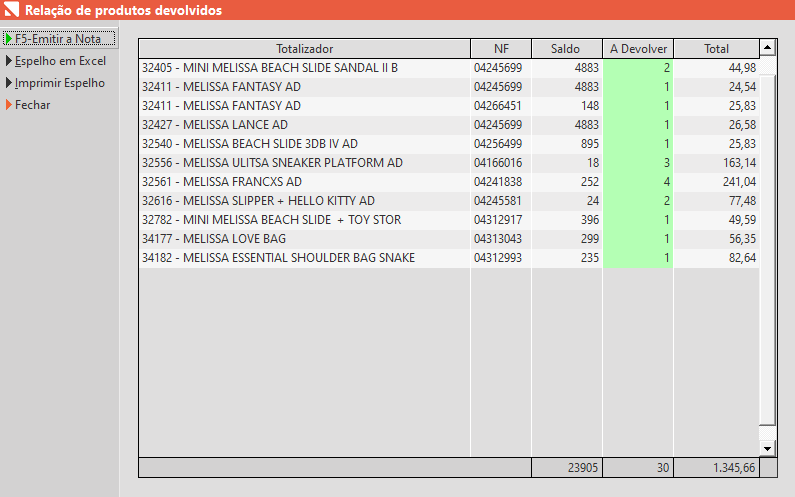 Relação de produtos devolvidos
F5-Emitir a Nota
Espelho em Excel
Imprimir Espelho
Fechar
Totalizador NF Saldo A Devolver Total
32405 - MINI MELISSA BEACH SLIDE SANDAL II B 04245699 4883 2 44,98
32411 - MELISSA FANTASY AD 04245699 4883 1 24,54
32411 - MELISSA FANTASY AD 04266451 148 1 25,83
32427 - MELISSA LANCE AD 04245699 4883 1 26,58
32540 - MELISSA BEACH SLIDE 3DB IV AD 04256499 895 1 25,83
32556 - MELISSA ULITSA SNEAKER PLATFORM AD 04166016 18 3 163,14
32561 - MELISSA FRANCXS AD 04241838 252 4 241,04
32616 - MELISSA SLIPPER + HELLO KITTY AD 04245581 24 2 77,48
32782 - MINI MELISSA BEACH SLIDE + TOY STOR 04312917 396 1 49,59
34177 - MELISSA LOVE BAG 04313043 299 1 56,35
34182 - MELISSA ESSENTIAL SHOULDER BAG SNAKE 04312993 235 1 82,64
23905 30 1.345,66